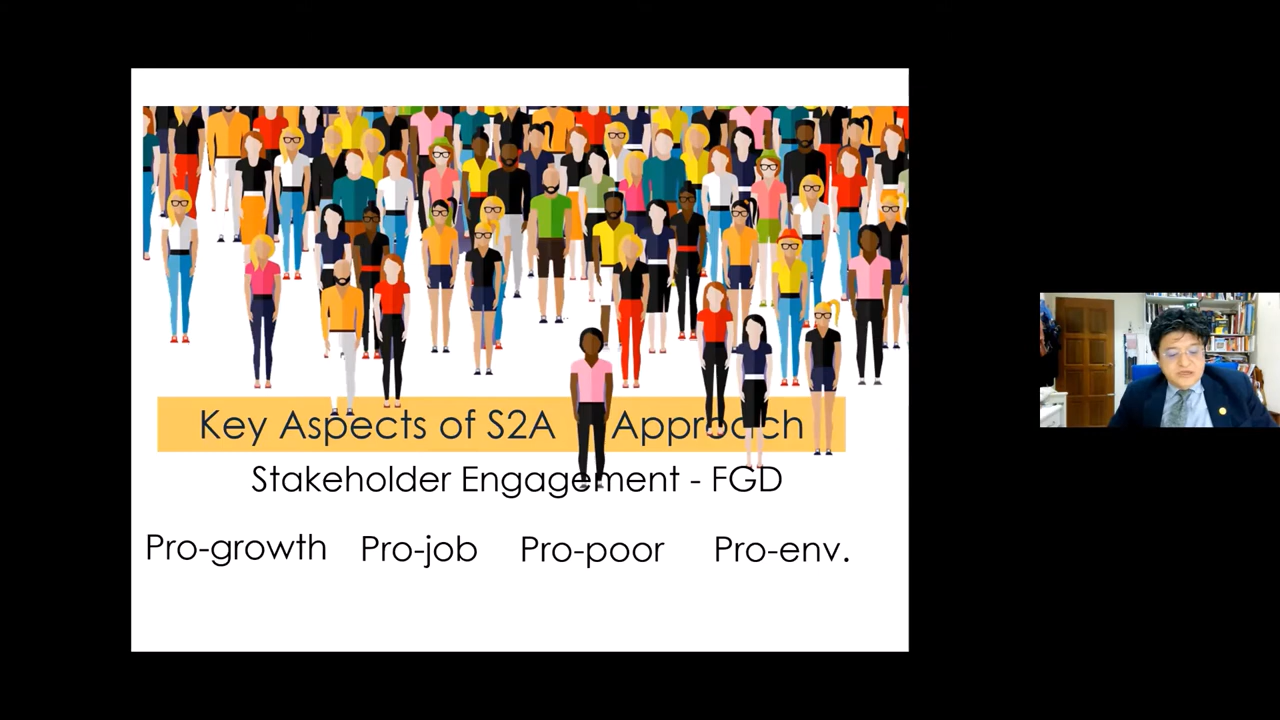 Key Aspects of S2A Approach
Stakeholder Engagement - FGD
Pro-growth Pro-job Pro-poor Pro-env.